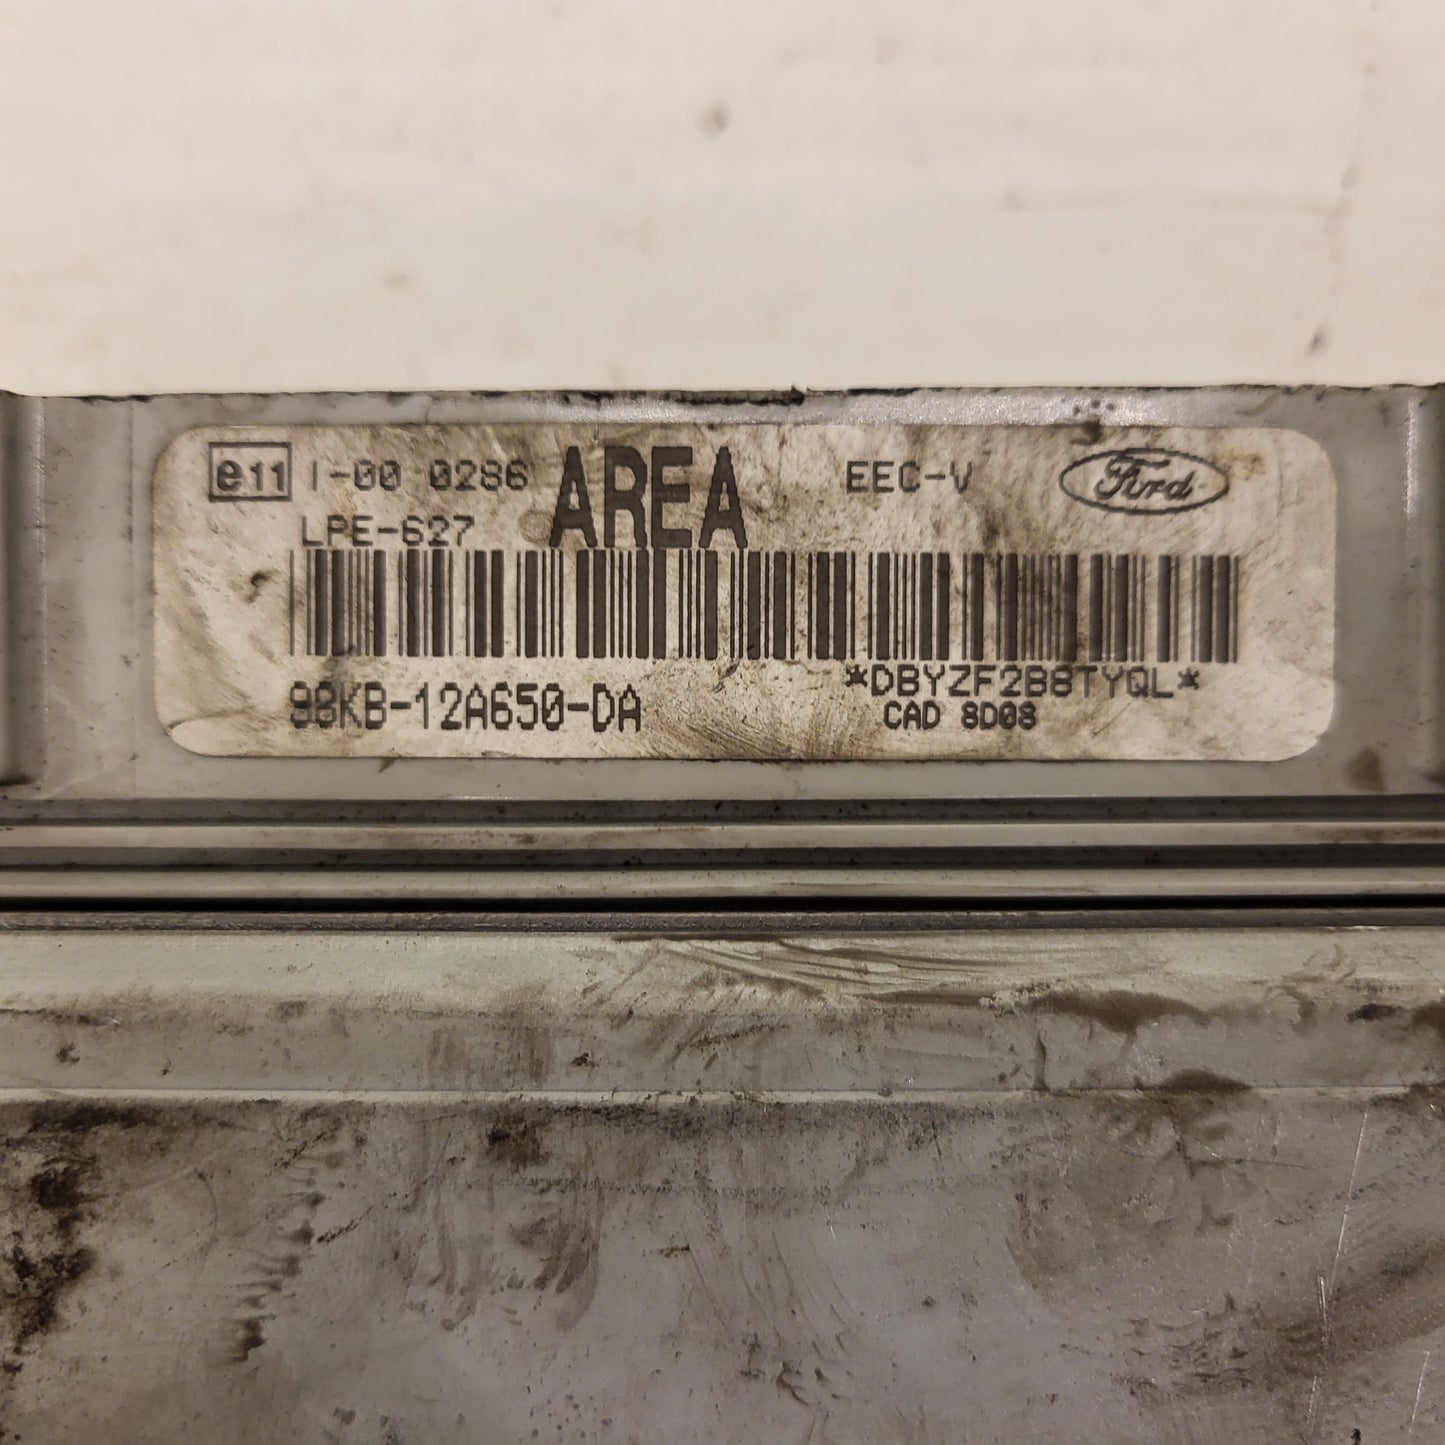 e11 I-00 0286 AREA EEC-V Ford
LPE-627
*DBYZF2B8TYQL*
98KB-12A650-DA CAD 8D08